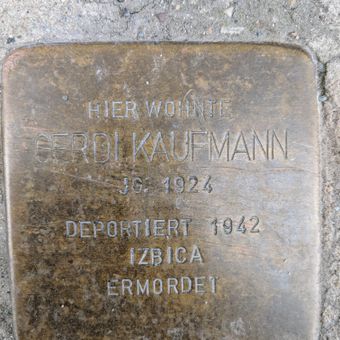 HIER WOHNTE
GERDI KAUFMANN
JG. 1924
DEPORTIERT 1942
IZBICA
ERMORDET